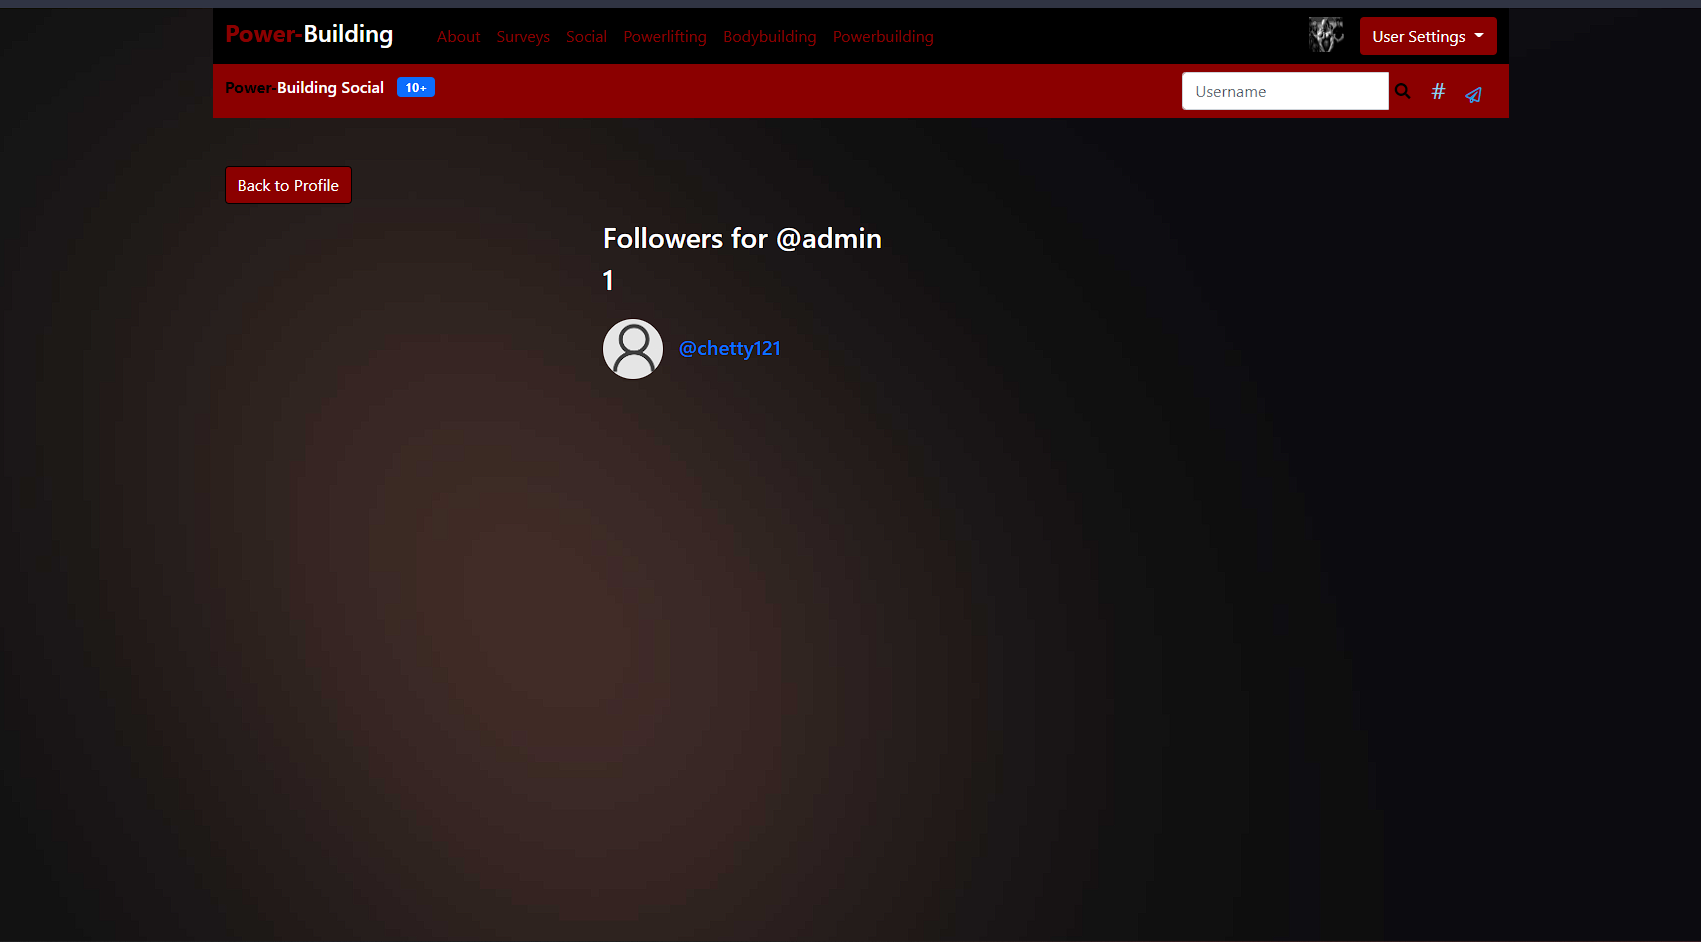 Power-Building About Surveys Social Powerlifting Bodybuilding Powerbuilding User Settings
Power-Building Social 10+ Username #
Back to Profile
Followers for @admin
1
@chetty121